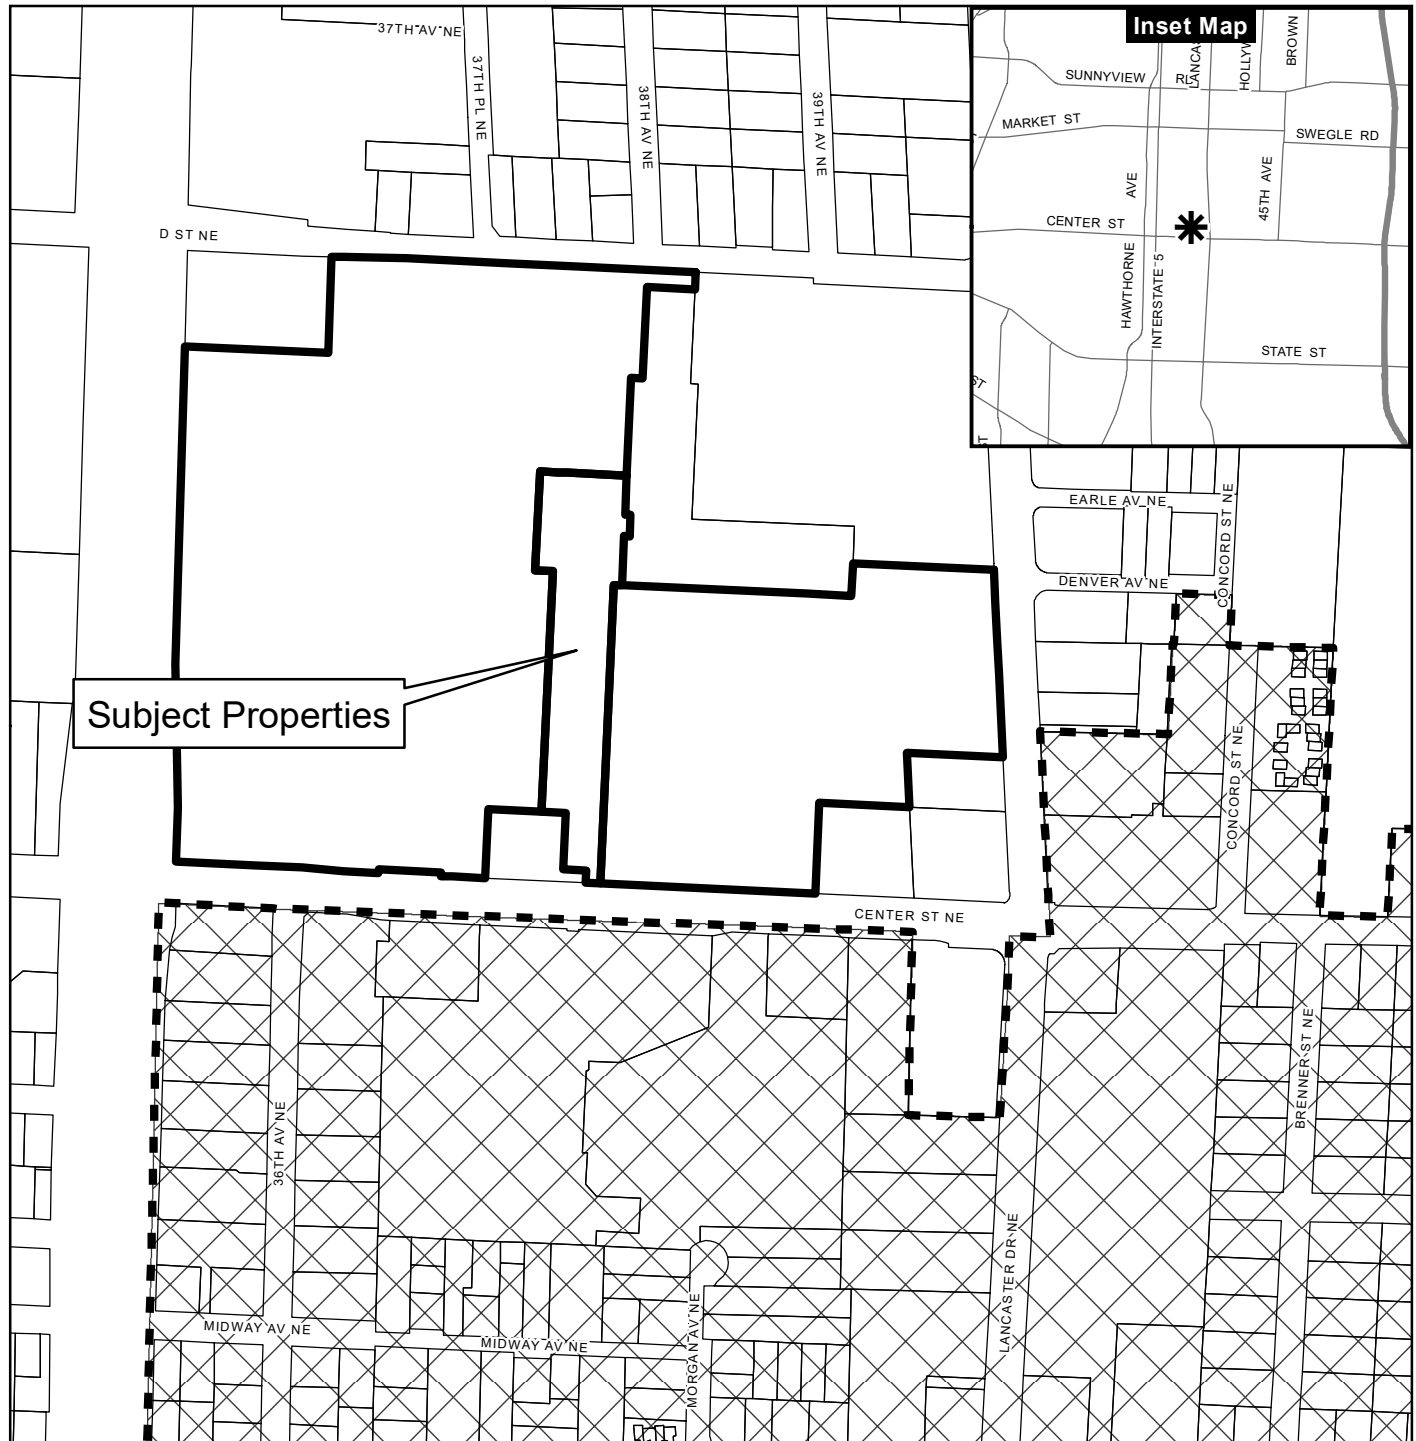 37TH AV NE
37TH PL NE
38TH AV NE
39TH AV NE
D ST NE
Inset Map
SUNNYVIEW
RD
LANCAS
HOLLYW
BROWN
MARKET ST
SWEGLE RD
AVE
45TH AVE
CENTER ST
HAWTHORNE
INTERSTATE 5
STATE ST
ST
ST
EARLE AV NE
CONCORD ST NE
DENVER AV NE
Subject Properties
CONCORD ST NE
CENTER ST NE
36TH AV NE
BRENNER ST NE
LANCASTER DR NE
MIDWAY AV NE
MIDWAY AV NE
MORGAN AV NE